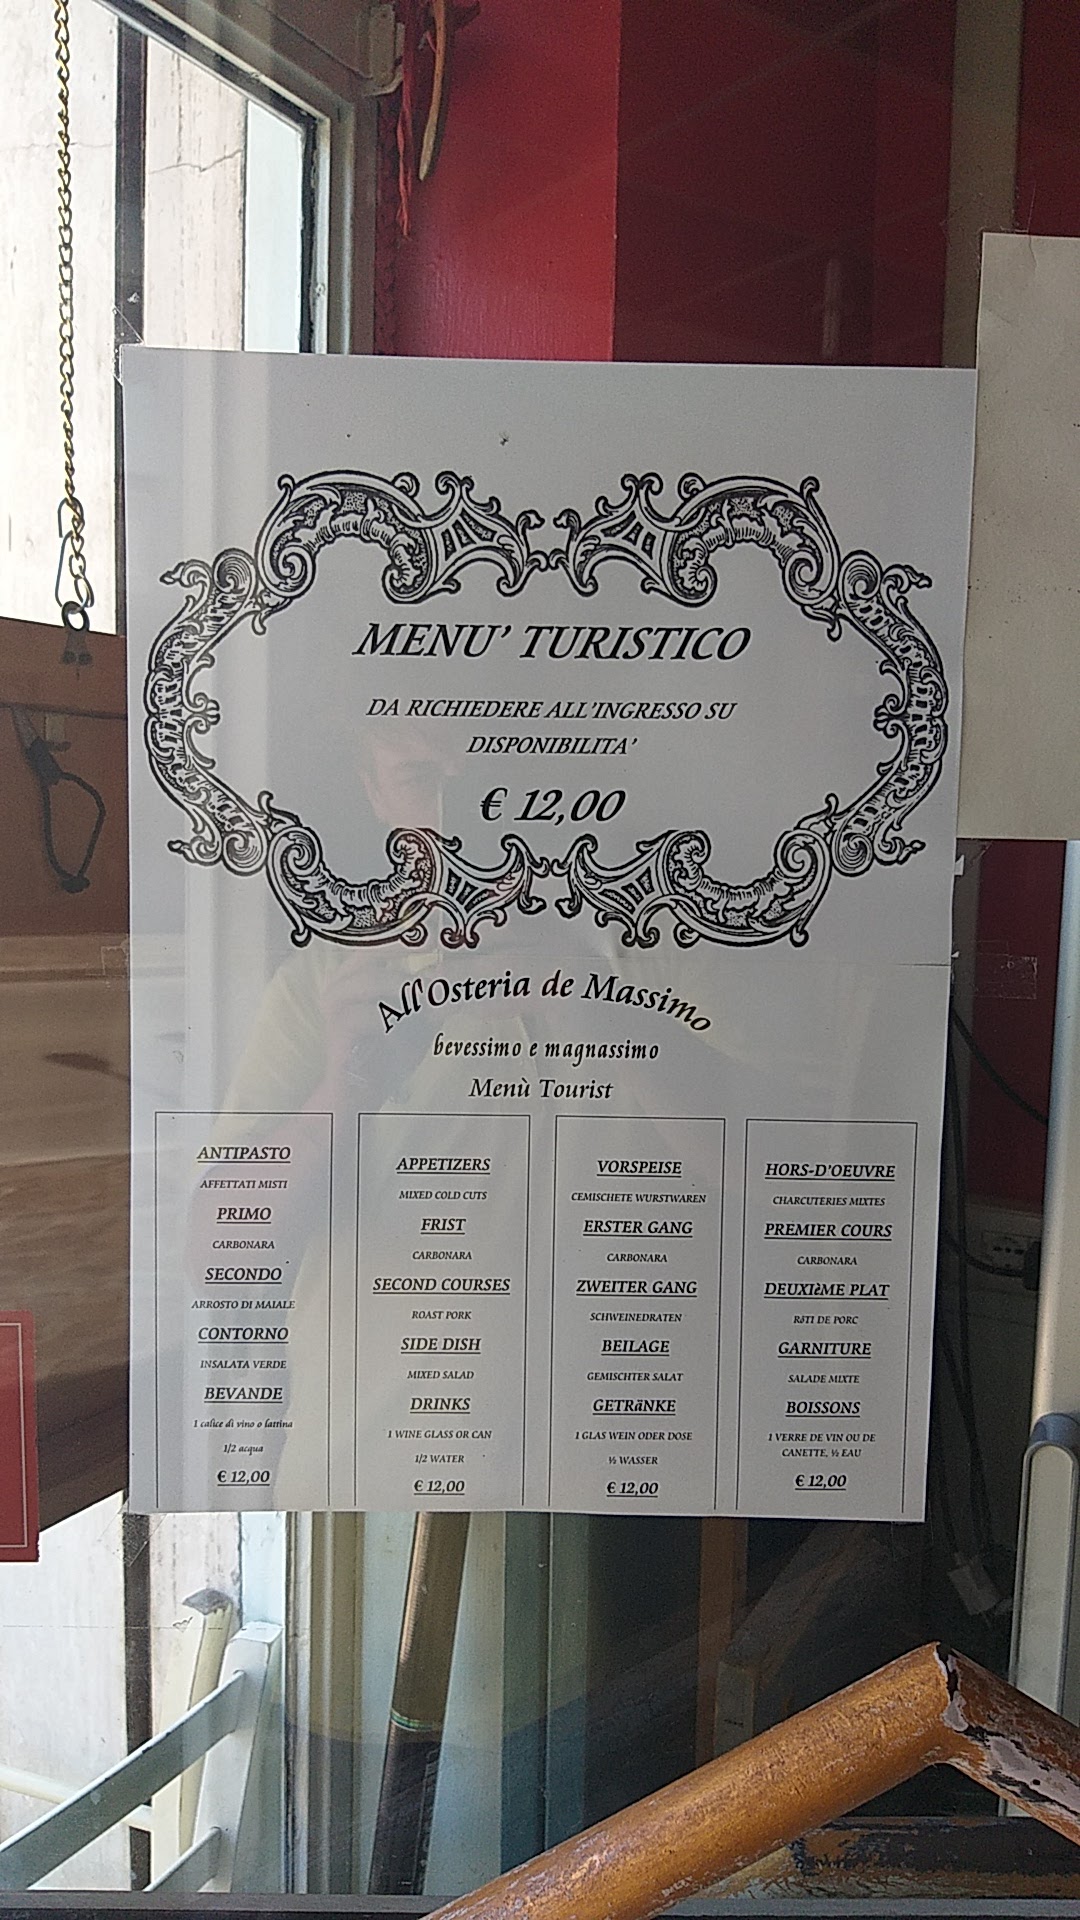 MENU' TURISTICO
DA RICHIEDERE ALL'INGRESSO SU
DISPONIBILITA'
€ 12,00
All'Osteria de Massimo
bevessimo e magnassimo
Menù Tourist
ANTIPASTO
AFFETTATI MISTI
PRIMO
CARBONARA
SECONDO
ARROSTO DI MAIALE
CONTORNO
INSALATA VERDE
BEVANDE
1 calice di vino o lattina
1/2 acqua
€ 12,00
APPETIZERS
MIXED COLD CUTS
FRIST
CARBONARA
SECOND COURSES
ROAST PORK
SIDE DISH
MIXED SALAD
DRINKS
1 WINE GLASS OR CAN
1/2 WATER
€ 12,00
VORSPEISE
CEMISCHETE WURSTWAREN
ERSTER GANG
CARBONARA
ZWEITER GANG
SCHWEINEDRATEN
BEILAGE
GEMISCHTER SALAT
GETRäNKE
1 GLAS WEIN ODER DOSE
½ WASSER
€ 12,00
HORS-D'OEUVRE
CHARCUTERIES MIXTES
PREMIER COURS
CARBONARA
DEUXIèME PLAT
RôTI DE PORC
GARNITURE
SALADE MIXTE
BOISSONS
1 VERRE DE VIN OU DE
CANETTE, ½ EAU
€ 12,00